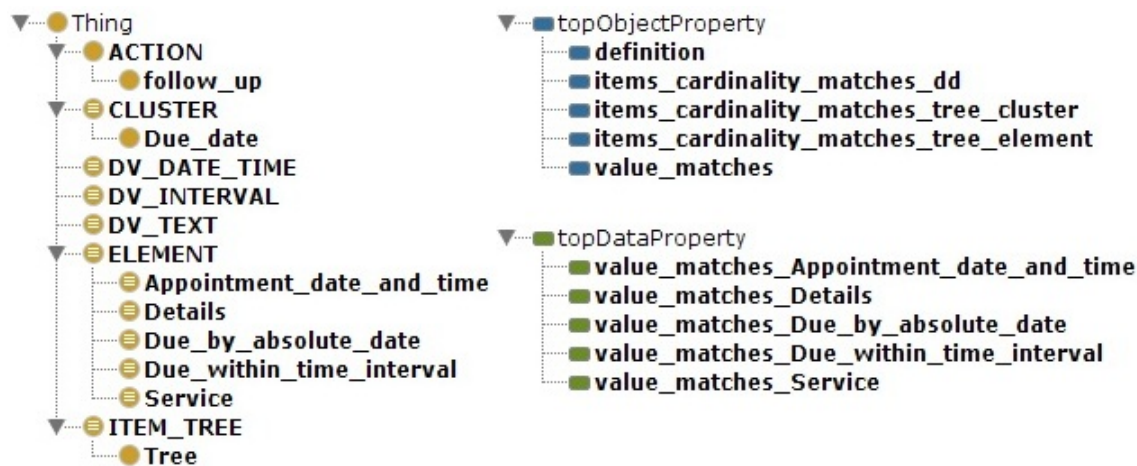 Thing
ACTION
follow_up
CLUSTER
Due_date
DV_DATE_TIME
DV_INTERVAL
DV_TEXT
ELEMENT
Appointment_date_and_time
Details
Due_by_absolute_date
Due_within_time_interval
Service
ITEM_TREE
Tree
topObjectProperty
definition
items_cardinality_matches_dd
items_cardinality_matches_tree_cluster
items_cardinality_matches_tree_element
value_matches
topDataProperty
value_matches_Appointment_date_and_time
value_matches_Details
value_matches_Due_by_absolute_date
value_matches_Due_within_time_interval
value_matches_Service